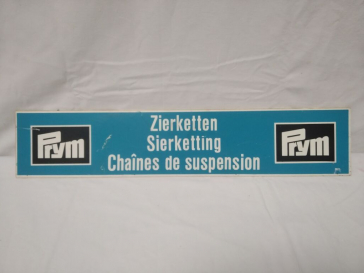 Prym
Zierketten
Sierketting
Chaînes de suspension
Prym